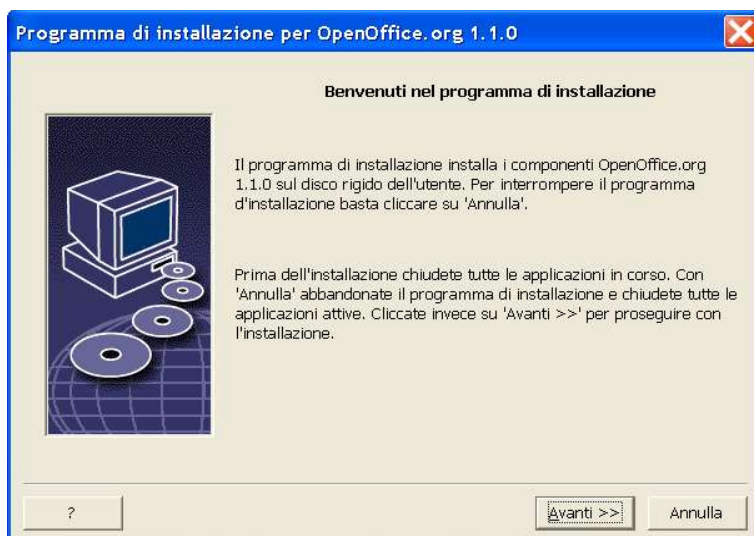 Programma di installazione per OpenOffice.org 1.1.0
Benvenuti nel programma di installazione
Il programma di installazione installa i componenti OpenOffice.org
1.1.0 sul disco rigido dell'utente. Per interrompere il programma
d'installazione basta cliccare su 'Annulla'.
Prima dell'installazione chiudete tutte le applicazioni in corso. Con
'Annulla' abbandonate il programma di installazione e chiudete tutte le
applicazioni attive. Cliccate invece su 'Avanti >>' per proseguire con
l'installazione.
? Avanti >> Annulla